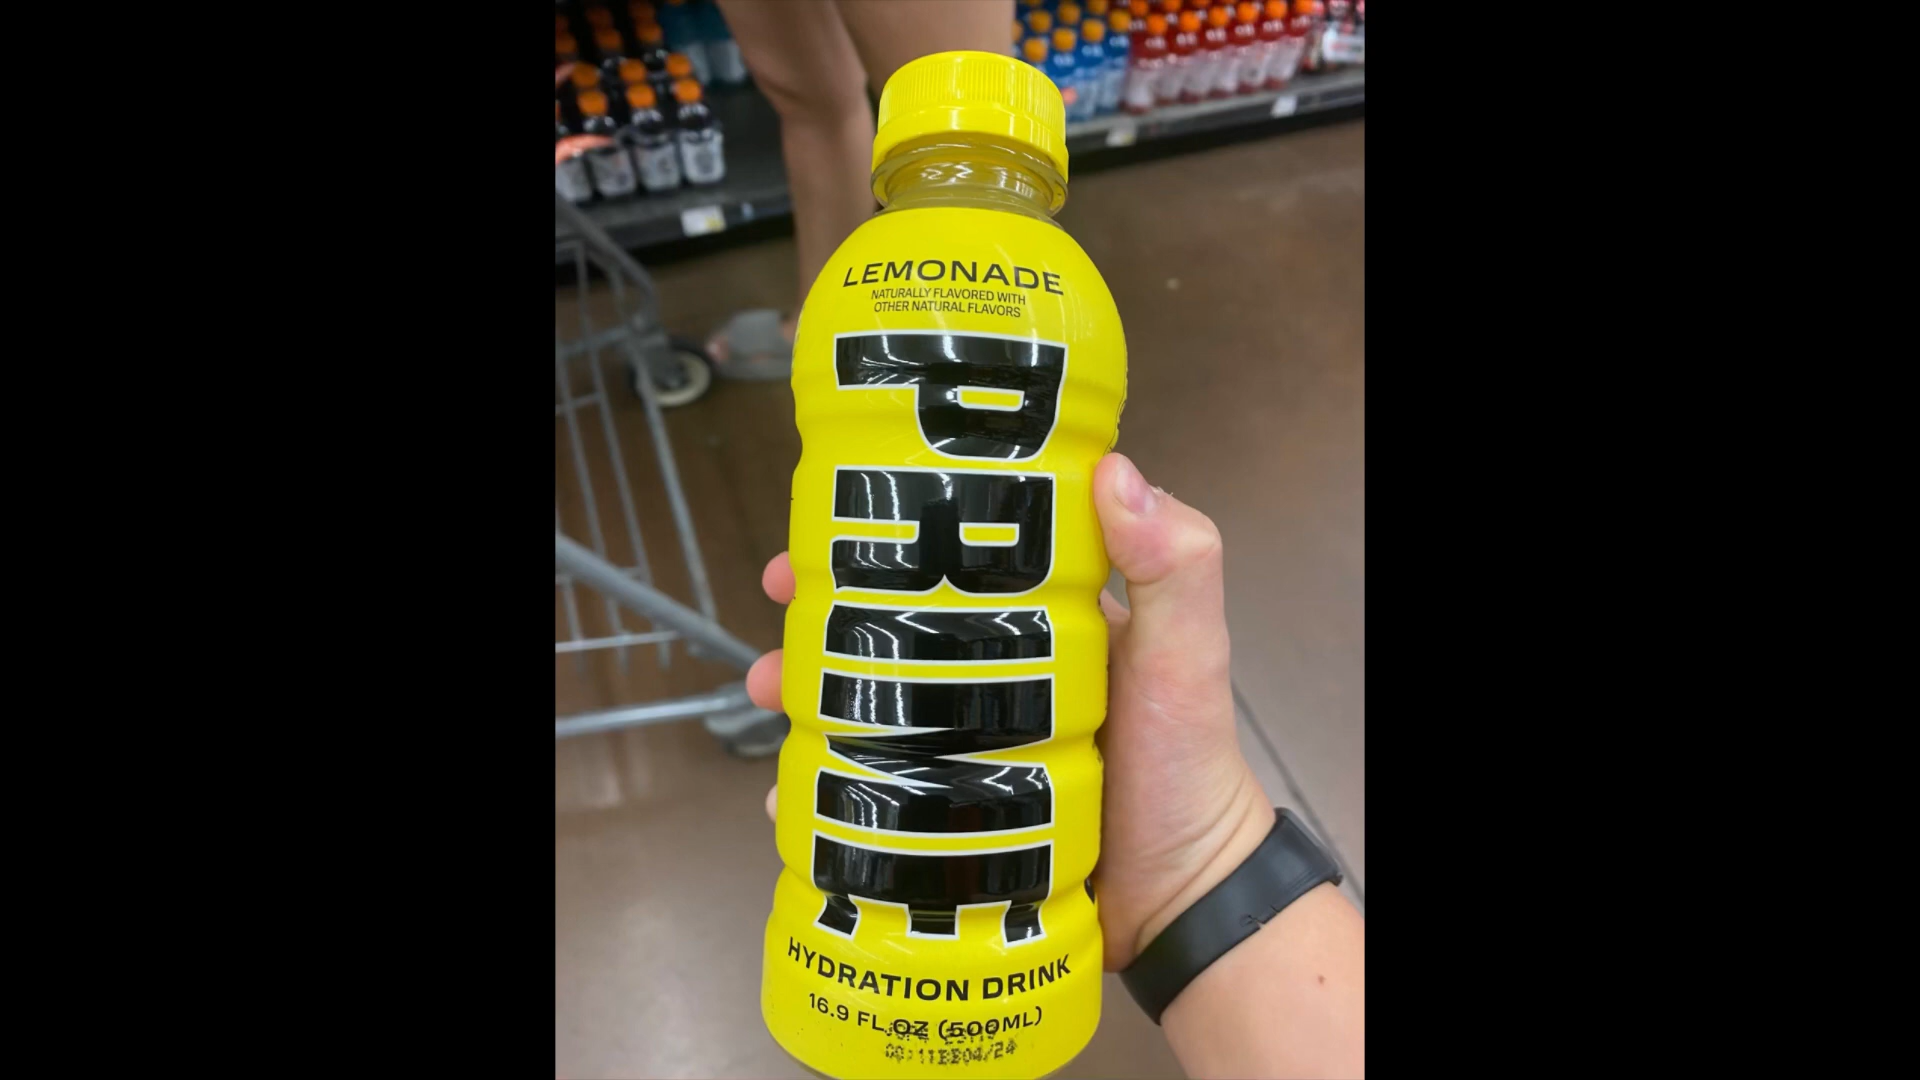 LEMONADE
NATURALLY FLAVORED WITH
OTHER NATURAL FLAVORS
PRIME
HYDRATION DRINK
16.9 FL OZ (500ML)